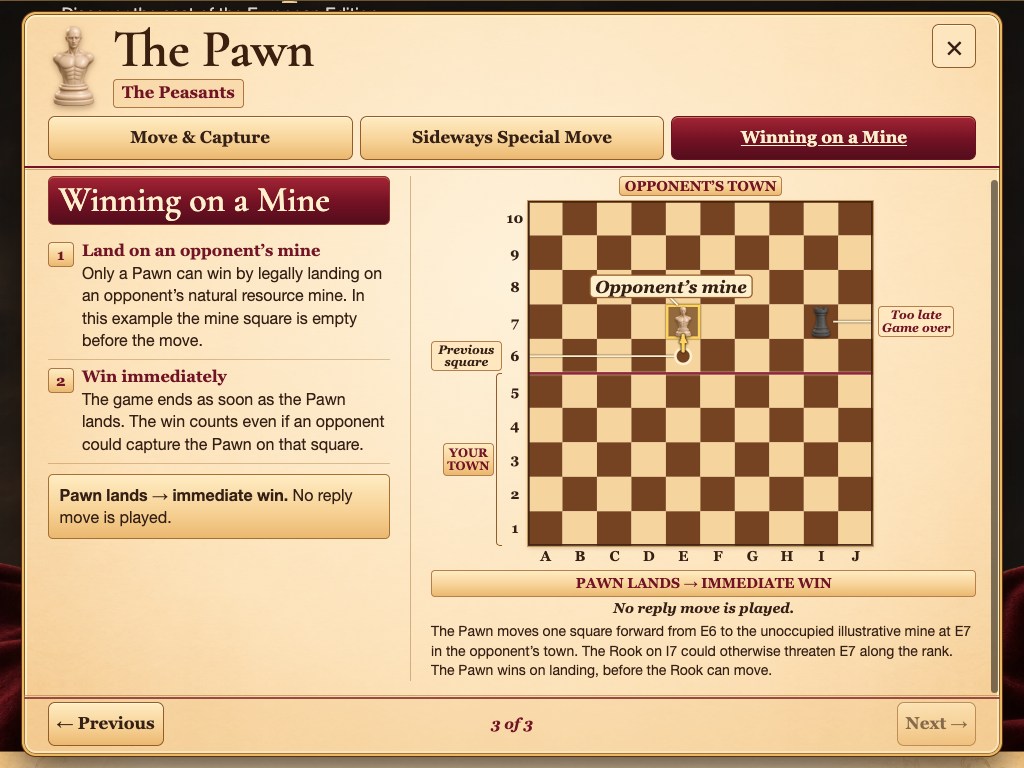 The Pawn
The Peasants
×
Move & Capture
Sideways Special Move
Winning on a Mine
Winning on a Mine
1
Land on an opponent’s mine
Only a Pawn can win by legally landing on
an opponent’s natural resource mine. In
this example the mine square is empty
before the move.
2
Win immediately
The game ends as soon as the Pawn
lands. The win counts even if an opponent
could capture the Pawn on that square.
Pawn lands → immediate win. No reply
move is played.
OPPONENT’S TOWN
10
9
8
Opponent’s mine
7
Too late
Game over
Previous
square
6
5
4
YOUR
TOWN
3
2
1
A B C D E F G H I J
PAWN LANDS → IMMEDIATE WIN
No reply move is played.
The Pawn moves one square forward from E6 to the unoccupied illustrative mine at E7
in the opponent’s town. The Rook on I7 could otherwise threaten E7 along the rank.
The Pawn wins on landing, before the Rook can move.
← Previous
3 of 3
Next →